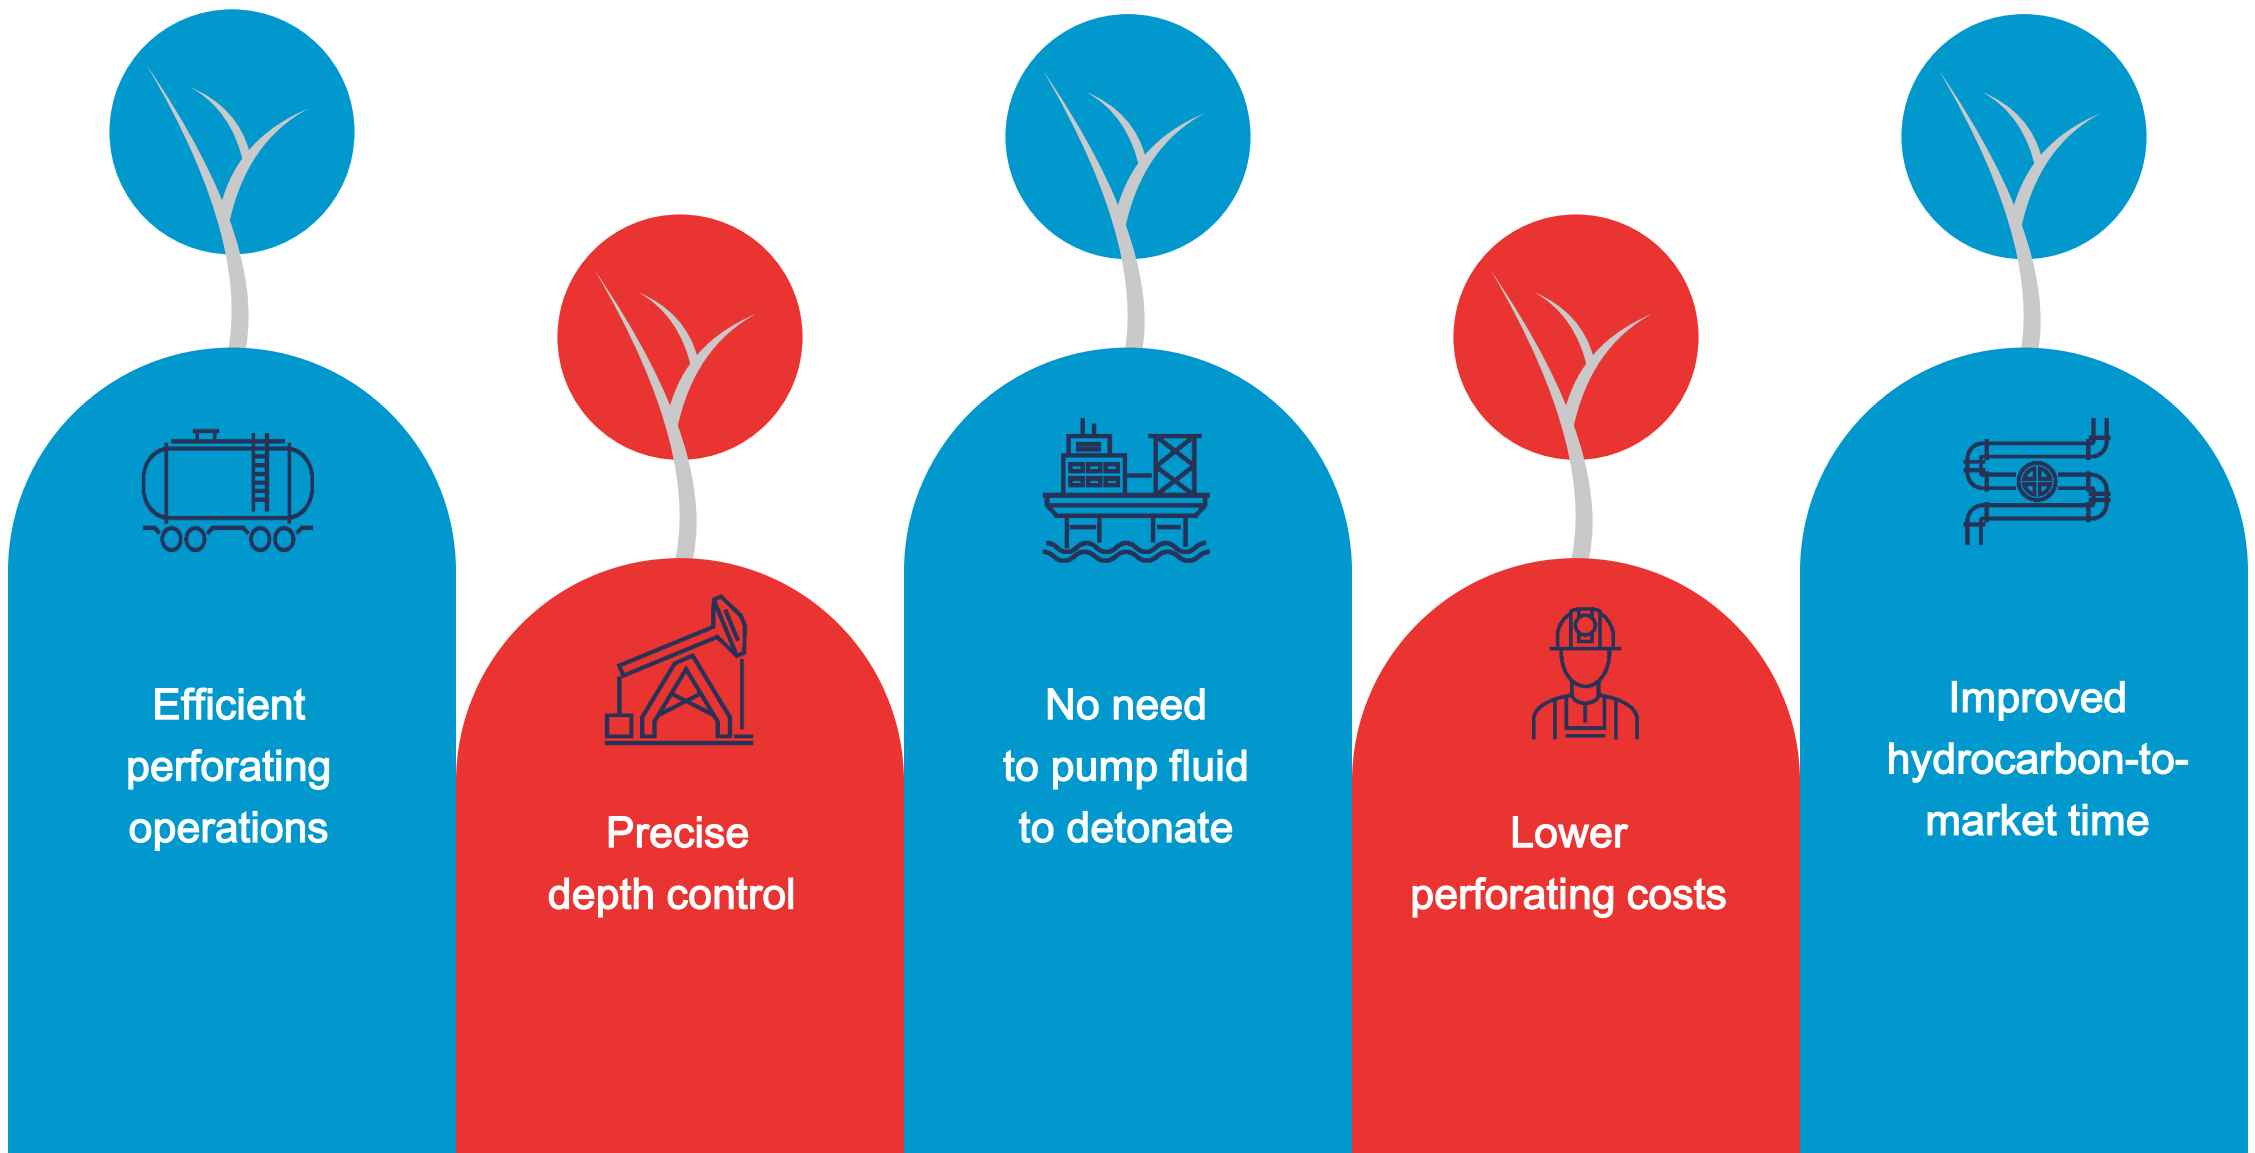 Efficient
perforating
operations
Precise
depth control
No need
to pump fluid
to detonate
Lower
perforating costs
Improved
hydrocarbon-to-
market time